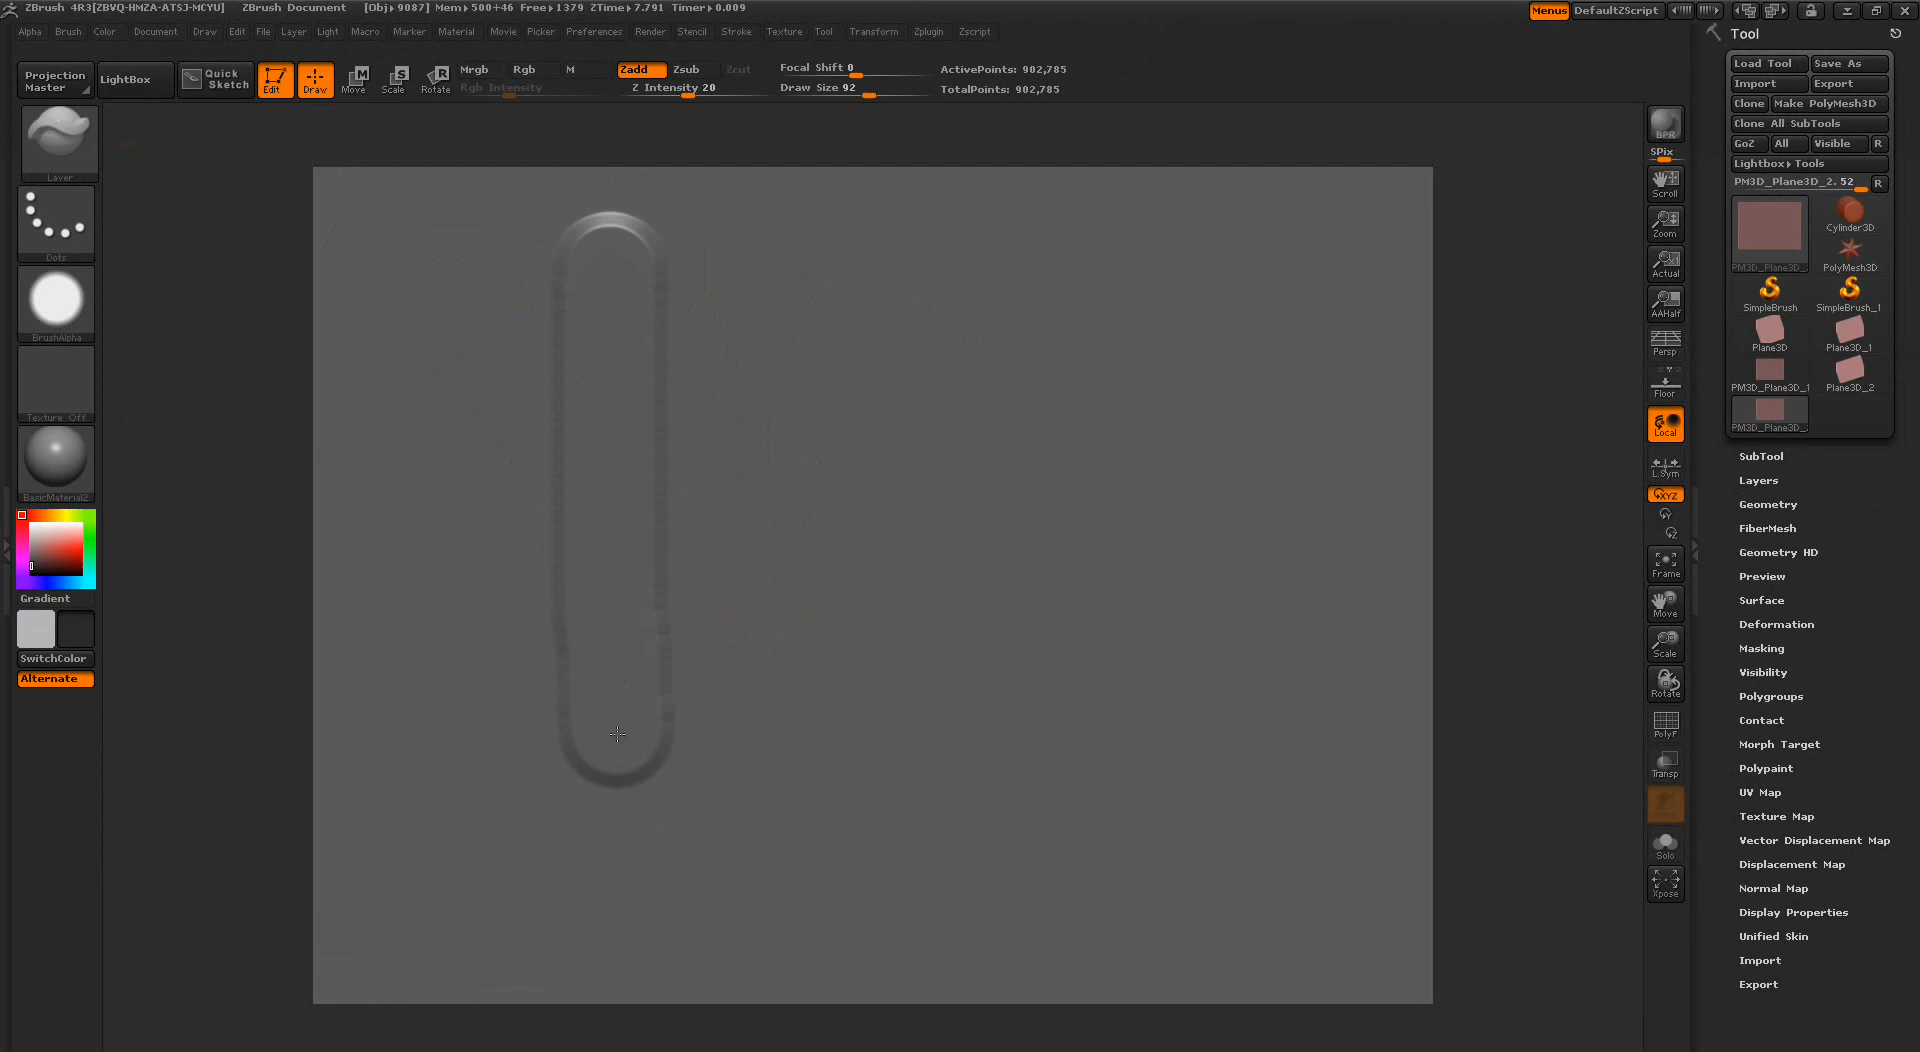 ZBrush 4R3[ZBVQ-HMZA-ATSJ-MCYU] ZBrush Document [Obj▸9087] Mem▸500+46 Free▸1379 ZTime▸7.791 Timer▸0.009
Menus DefaultZScript
Alpha Brush Color Document Draw Edit File Layer Light Macro Marker Material Movie Picker Preferences Render Stencil Stroke Texture Tool Transform Zplugin Zscript
Projection Master
LightBox
Quick Sketch
Edit
Draw
Move
Scale
Rotate
Mrgb Rgb M
Rgb Intensity
Zadd Zsub Zcut
Z Intensity 20
Focal Shift 0
Draw Size 92
ActivePoints: 902,785
TotalPoints: 902,785
Layer
Dots
BrushAlpha
Texture Off
BasicMaterial2
Gradient
SwitchColor
Alternate
BPR
SPix
Scroll
Zoom
Actual
AAHalf
Persp
Floor
Local
L.Sym
XYZ
Y
Z
Frame
Move
Scale
Rotate
PolyF
Transp
Solo
Xpose
Tool
Load Tool Save As
Import Export
Clone Make PolyMesh3D
Clone All SubTools
GoZ All Visible R
Lightbox▸Tools
PM3D_Plane3D_2. 52 R
PM3D_Plane3D_
Cylinder3D
PolyMesh3D
SimpleBrush SimpleBrush_1
Plane3D Plane3D_1
PM3D_Plane3D_1 Plane3D_2
PM3D_Plane3D_
SubTool
Layers
Geometry
FiberMesh
Geometry HD
Preview
Surface
Deformation
Masking
Visibility
Polygroups
Contact
Morph Target
Polypaint
UV Map
Texture Map
Vector Displacement Map
Displacement Map
Normal Map
Display Properties
Unified Skin
Import
Export